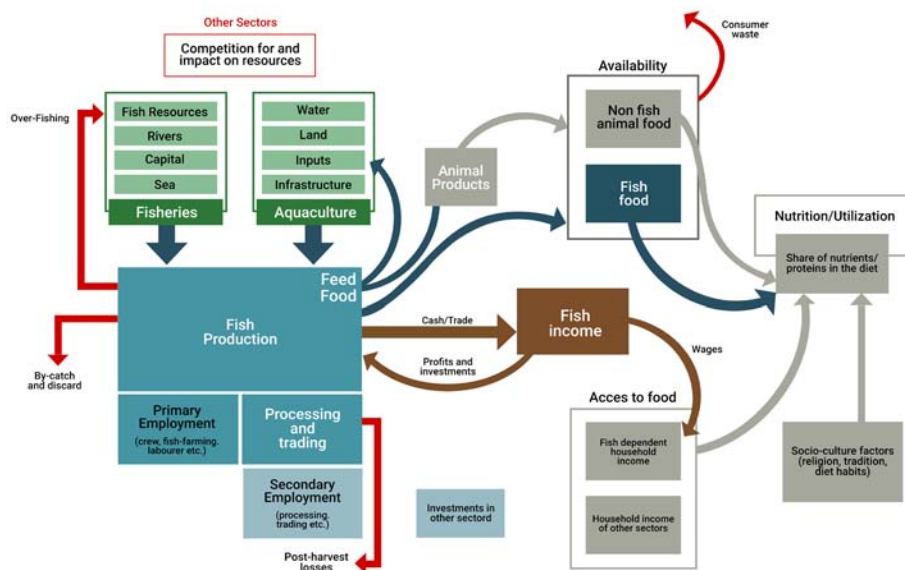 Other Sectors
Competition for and
impact on resources
Consumer
waste
Availability
Over-Fishing
Fish Resources
Rivers
Capital
Sea
Fisheries
Water
Land
Inputs
Infrastructure
Aquaculture
Animal
Products
Non fish
animal food
Fish
food
Nutrition/Utilization
Share of nutrients/
proteins in the diet
Feed
Food
Fish
Production
Cash/Trade
Fish
income
Profits and
investments
Wages
By-catch
and discard
Primary
Employment
(crew, fish-farming.
labourer etc.)
Processing
and
trading
Acces to food
Fish dependent
household
income
Socio-culture factors
(religion, tradition,
diet habits)
Secondary
Employment
(processing.
trading etc.)
Investments in
other sectord
Household income
of other sectors
Post-harvest
losses